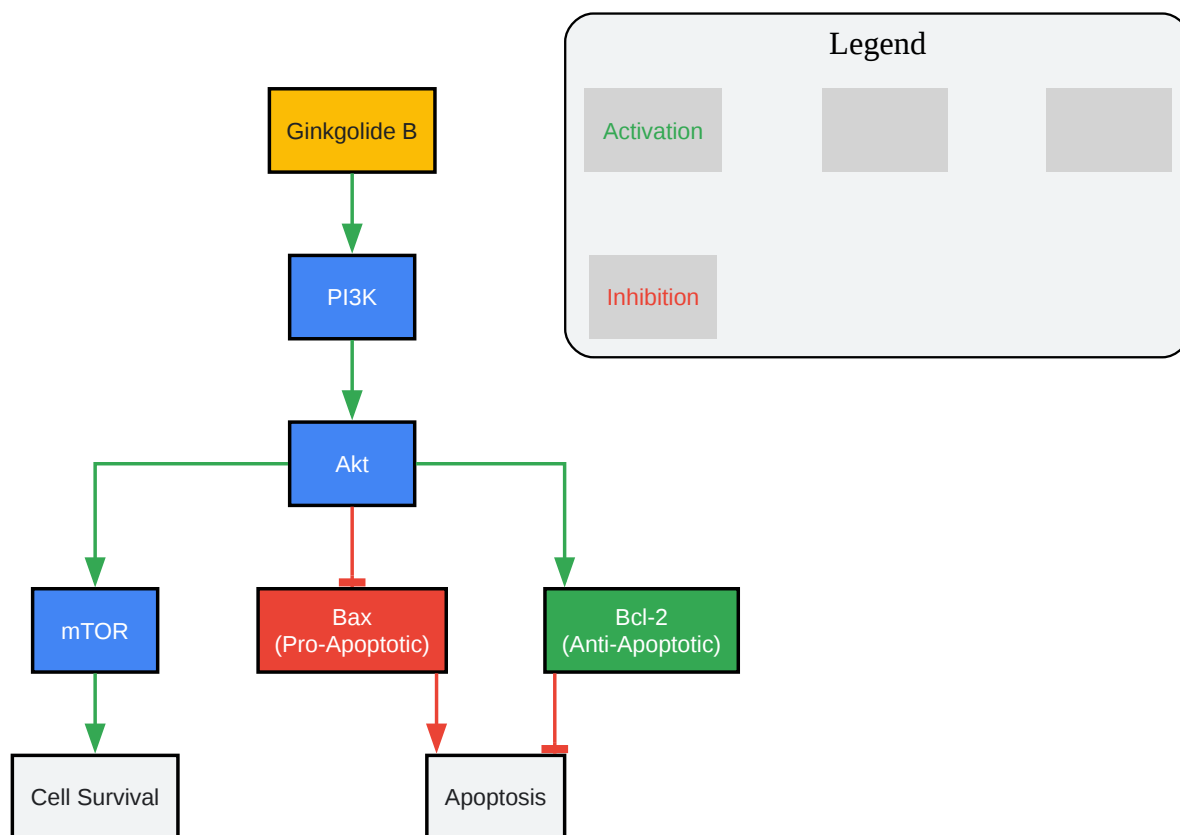 Legend
Ginkgolide B
Activation
PI3K
Inhibition
Akt
mTOR
Bax
(Pro-Apoptotic)
Bcl-2
(Anti-Apoptotic)
Cell Survival
Apoptosis